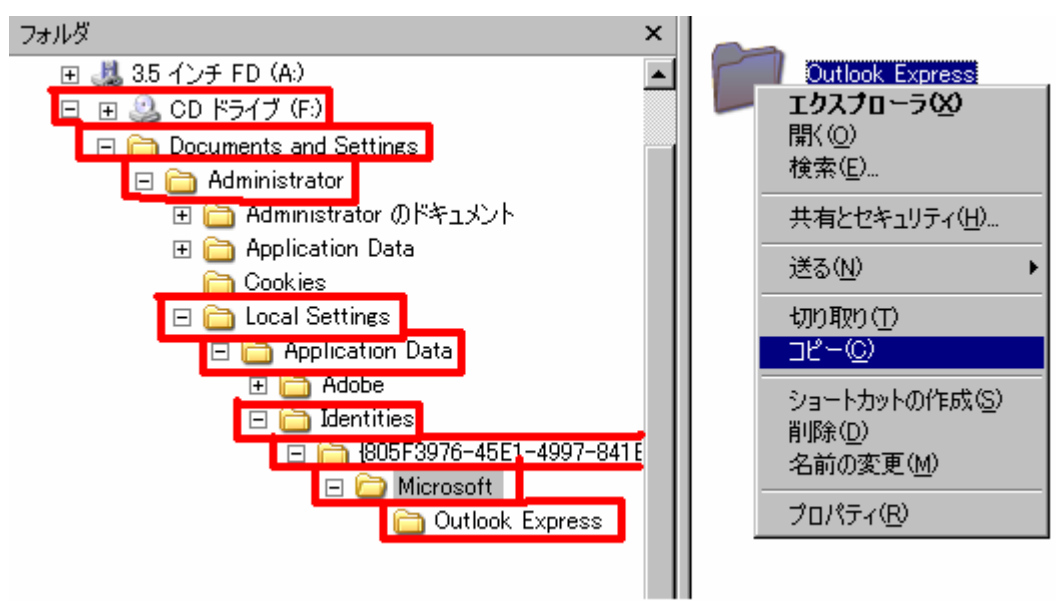 フォルダ
3.5 インチ FD (A:)
CD ドライブ (F:)
Documents and Settings
Administrator
Administrator のドキュメント
Application Data
Cookies
Local Settings
Application Data
Adobe
Identities
{805F3976-45E1-4997-841E
Microsoft
Outlook Express
Outlook Express
エクスプローラ(X)
開く(O)
検索(E)...
共有とセキュリティ(H)...
送る(N)
切り取り(T)
コピー(C)
ショートカットの作成(S)
削除(D)
名前の変更(M)
プロパティ(R)